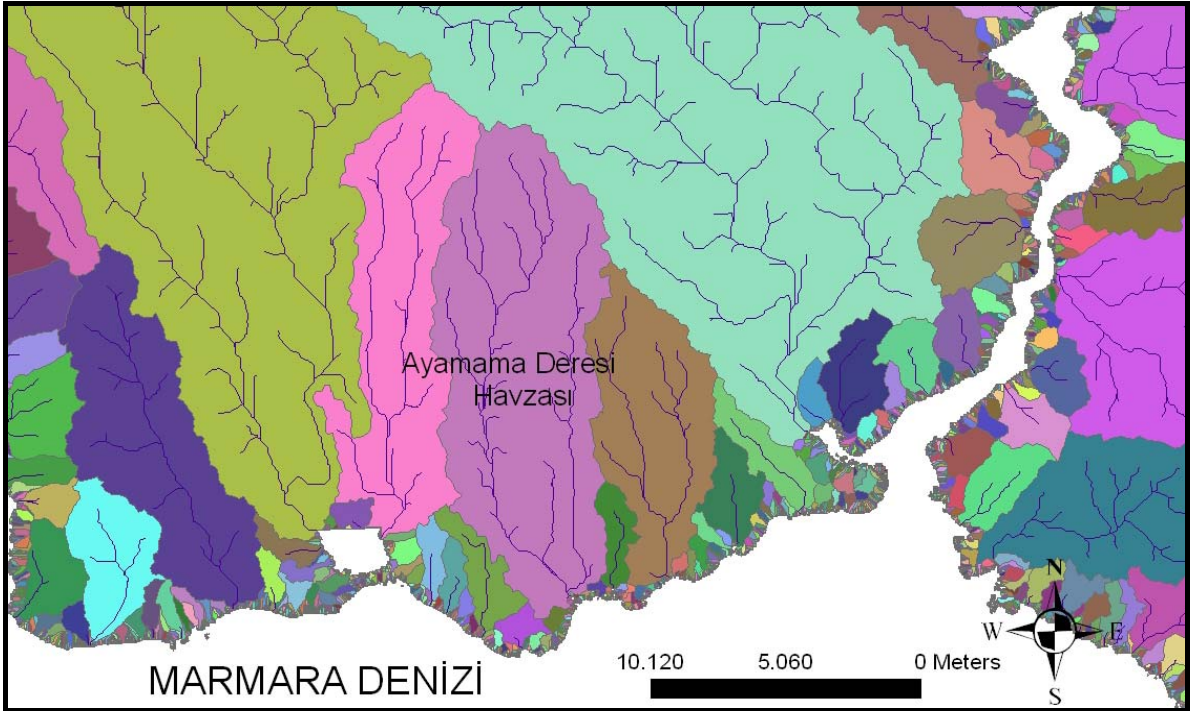 Ayamama Deresi
Havzası
MARMARA DENİZİ
10.120 5.060 0 Meters
N
W E
S